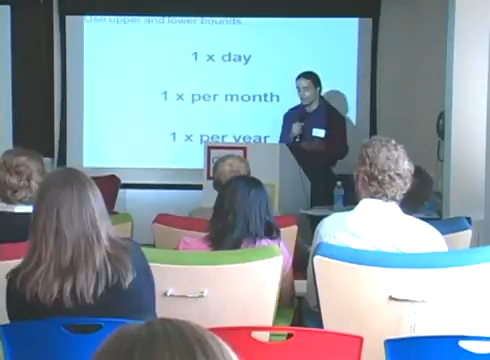 Use upper and lower bounds
1 x day
1 x per month
1 x per year